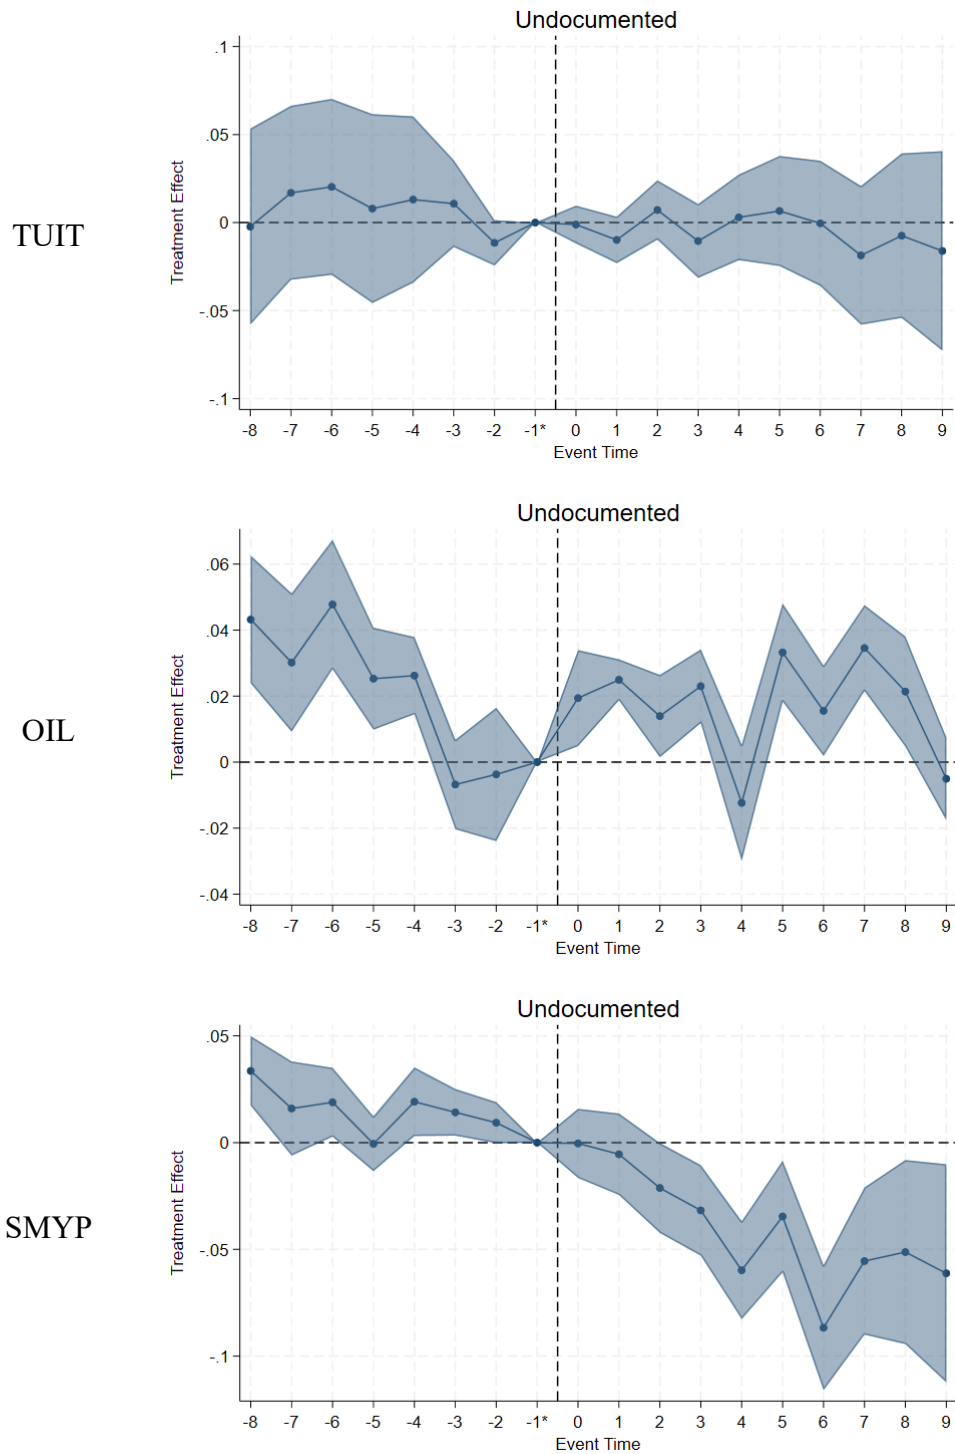 Undocumented
.1
.05
0
-.05
-.1
Treatment Effect
TUIT
-8 -7 -6 -5 -4 -3 -2 -1* 0 1 2 3 4 5 6 7 8 9
Event Time
Undocumented
.06
.04
.02
0
-.02
-.04
Treatment Effect
OIL
-8 -7 -6 -5 -4 -3 -2 -1* 0 1 2 3 4 5 6 7 8 9
Event Time
Undocumented
.05
0
-.05
-.1
Treatment Effect
SMYP
-8 -7 -6 -5 -4 -3 -2 -1* 0 1 2 3 4 5 6 7 8 9
Event Time